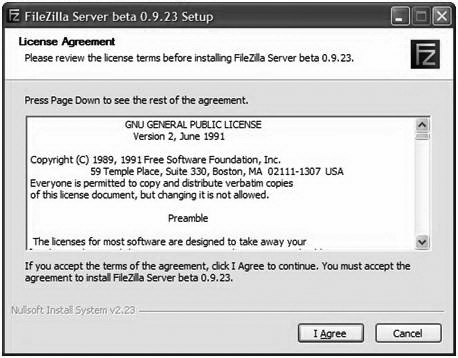 FileZilla Server beta 0.9.23 Setup
License Agreement
Please review the license terms before installing FileZilla Server beta 0.9.23.
FZ
Press Page Down to see the rest of the agreement.
GNU GENERAL PUBLIC LICENSE
Version 2, June 1991
Copyright (C) 1989, 1991 Free Software Foundation, Inc.
59 Temple Place, Suite 330, Boston, MA 02111-1307 USA
Everyone is permitted to copy and distribute verbatim copies
of this license document, but changing it is not allowed.
Preamble
The licenses for most software are designed to take away your
If you accept the terms of the agreement, click I Agree to continue. You must accept the
agreement to install FileZilla Server beta 0.9.23.
Nullsoft Install System v2.23
I Agree
Cancel